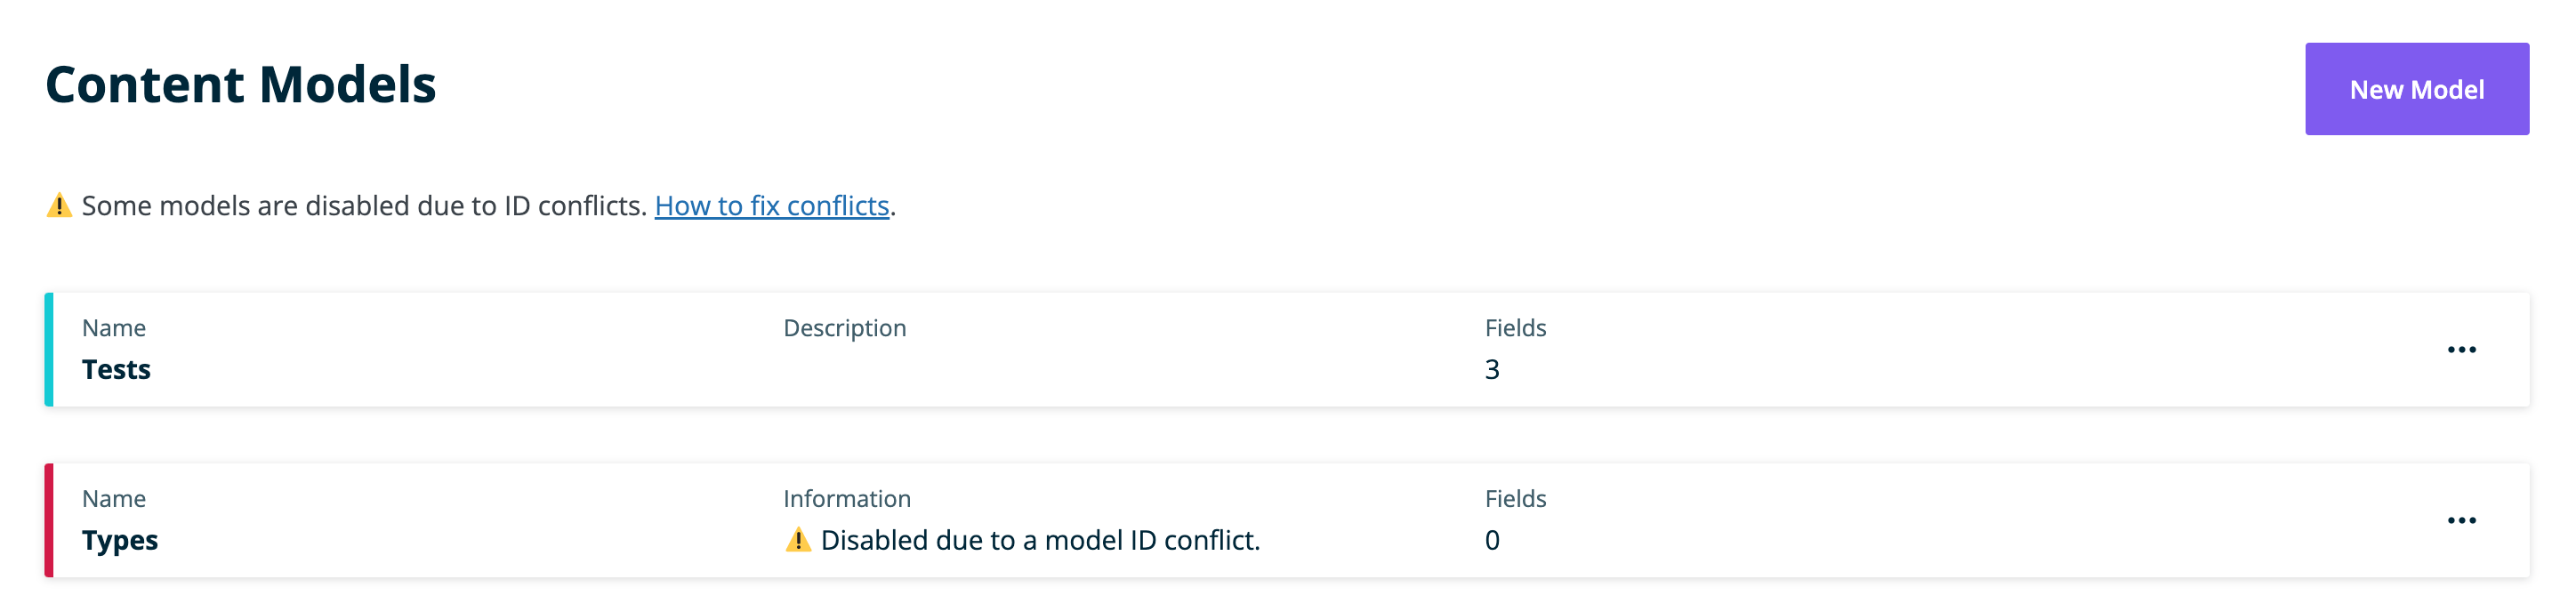 Content Models
New Model
⚠️ Some models are disabled due to ID conflicts. How to fix conflicts.
Name Description Fields
Tests 3
Name Information Fields
Types ⚠️ Disabled due to a model ID conflict. 0